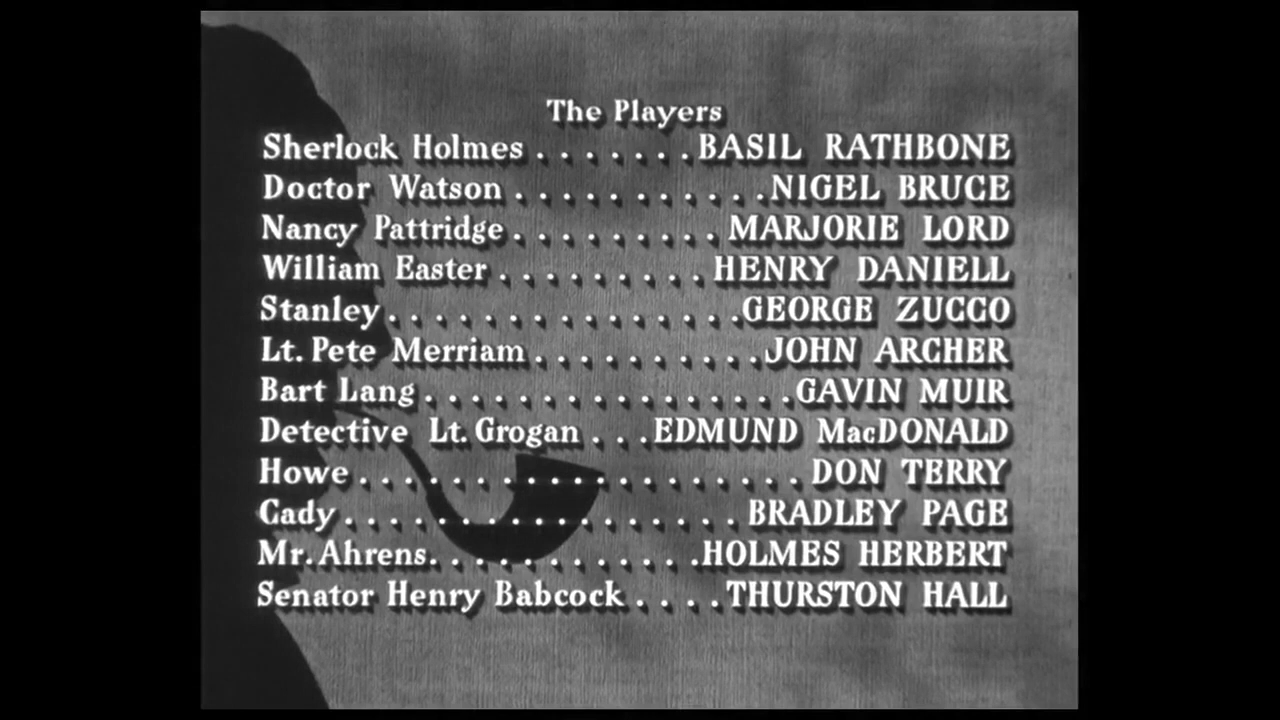 The Players
Sherlock Holmes . . . . . . . BASIL RATHBONE
Doctor Watson . . . . . . . . . . . NIGEL BRUCE
Nancy Pattridge . . . . . . . . . MARJORIE LORD
William Easter . . . . . . . . . HENRY DANIELL
Stanley . . . . . . . . . . . . . . . GEORGE ZUCCO
Lt. Pete Merriam . . . . . . . . . . JOHN ARCHER
Bart Lang . . . . . . . . . . . . . . . . GAVIN MUIR
Detective Lt. Grogan . . . EDMUND MacDONALD
Howe . . . . . . . . . . . . . . . . . . . DON TERRY
Cady . . . . . . . . . . . . . . . . . BRADLEY PAGE
Mr. Ahrens. . . . . . . . . . . . HOLMES HERBERT
Senator Henry Babcock . . . . THURSTON HALL